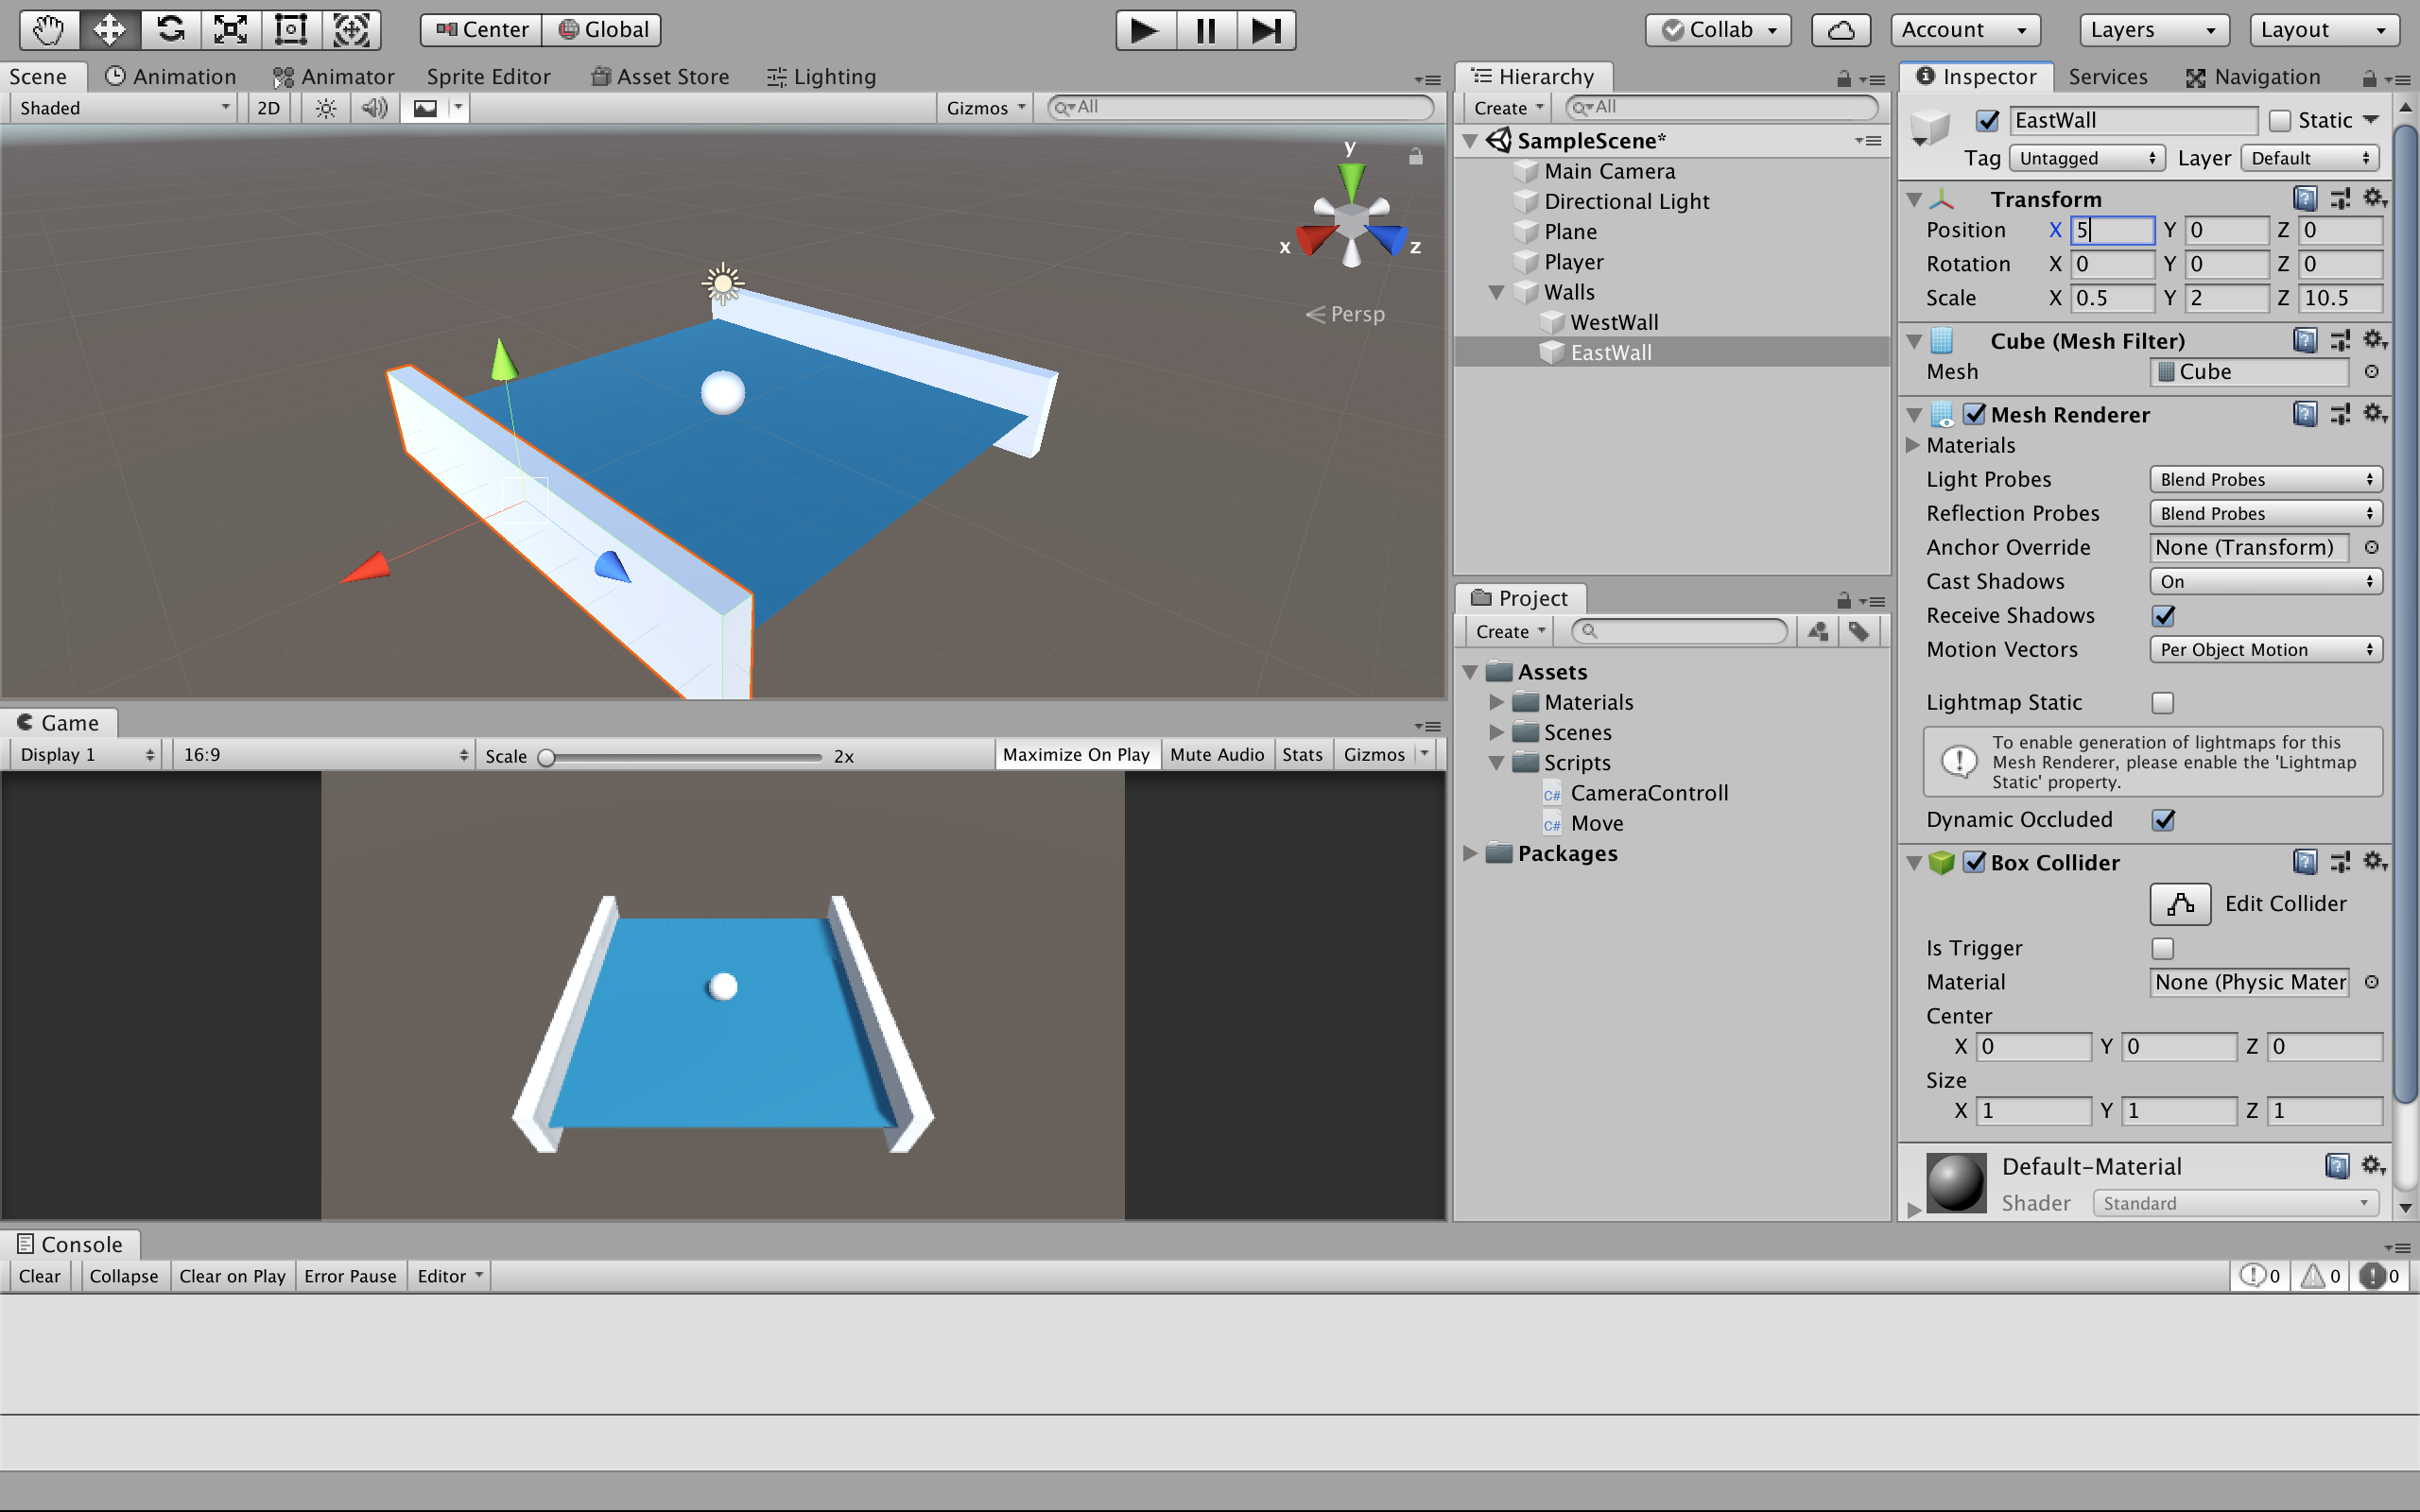 Center Global Collab Account Layers Layout
Scene Animation Animator Sprite Editor Asset Store Lighting
Shaded 2D Gizmos All
y
x z
Persp
Game
Display 1 16:9 Scale 2x Maximize On Play Mute Audio Stats Gizmos
Hierarchy
Create All
SampleScene*
Main Camera
Directional Light
Plane
Player
Walls
WestWall
EastWall
Project
Create
Assets
Materials
Scenes
Scripts
C# CameraControll
C# Move
Packages
Inspector Services Navigation
EastWall Static
Tag Untagged Layer Default
Transform
Position X 5 Y 0 Z 0
Rotation X 0 Y 0 Z 0
Scale X 0.5 Y 2 Z 10.5
Cube (Mesh Filter)
Mesh Cube
Mesh Renderer
Materials
Light Probes Blend Probes
Reflection Probes Blend Probes
Anchor Override None (Transform)
Cast Shadows On
Receive Shadows
Motion Vectors Per Object Motion
Lightmap Static
To enable generation of lightmaps for this
Mesh Renderer, please enable the 'Lightmap
Static' property.
Dynamic Occluded
Box Collider
Edit Collider
Is Trigger
Material None (Physic Mater
Center
X 0 Y 0 Z 0
Size
X 1 Y 1 Z 1
Default-Material
Shader Standard
Console
Clear Collapse Clear on Play Error Pause Editor 0 0 0